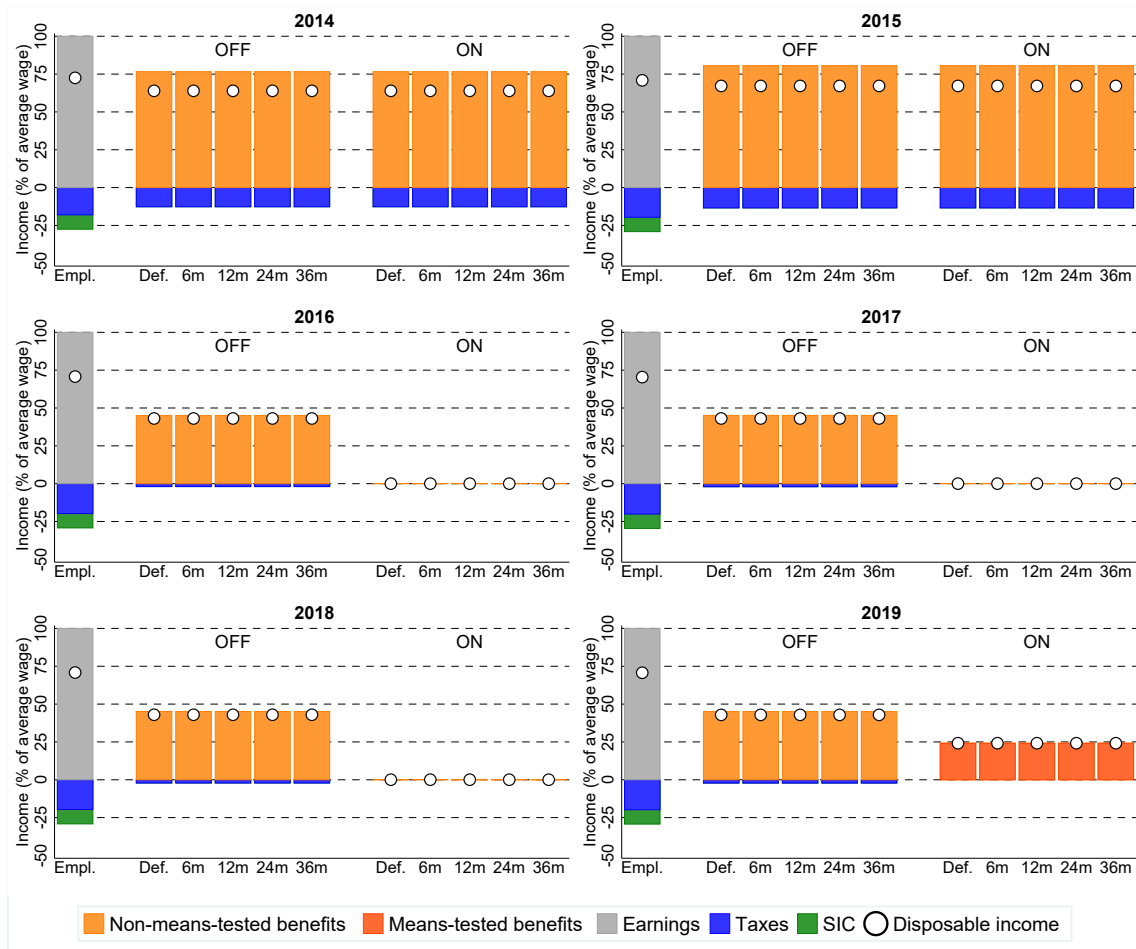 2014
Income (% of average wage)
100
75
50
25
0
-25
-50
OFF
ON
Empl.
Def. 6m 12m 24m 36m
Def. 6m 12m 24m 36m
2015
Income (% of average wage)
100
75
50
25
0
-25
-50
OFF
ON
Empl.
Def. 6m 12m 24m 36m
Def. 6m 12m 24m 36m
2016
Income (% of average wage)
100
75
50
25
0
-25
-50
OFF
ON
Empl.
Def. 6m 12m 24m 36m
Def. 6m 12m 24m 36m
2017
Income (% of average wage)
100
75
50
25
0
-25
-50
OFF
ON
Empl.
Def. 6m 12m 24m 36m
Def. 6m 12m 24m 36m
2018
Income (% of average wage)
100
75
50
25
0
-25
-50
OFF
ON
Empl.
Def. 6m 12m 24m 36m
Def. 6m 12m 24m 36m
2019
Income (% of average wage)
100
75
50
25
0
-25
-50
OFF
ON
Empl.
Def. 6m 12m 24m 36m
Def. 6m 12m 24m 36m
Non-means-tested benefits Means-tested benefits Earnings Taxes SIC Disposable income